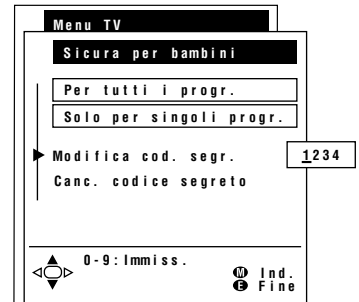 Menu TV
Sicura per bambini
Per tutti i progr.
Solo per singoli progr.
Modifica cod. segr. 1234
Canc. codice segreto
0-9:Immiss.
M Ind.
E Fine